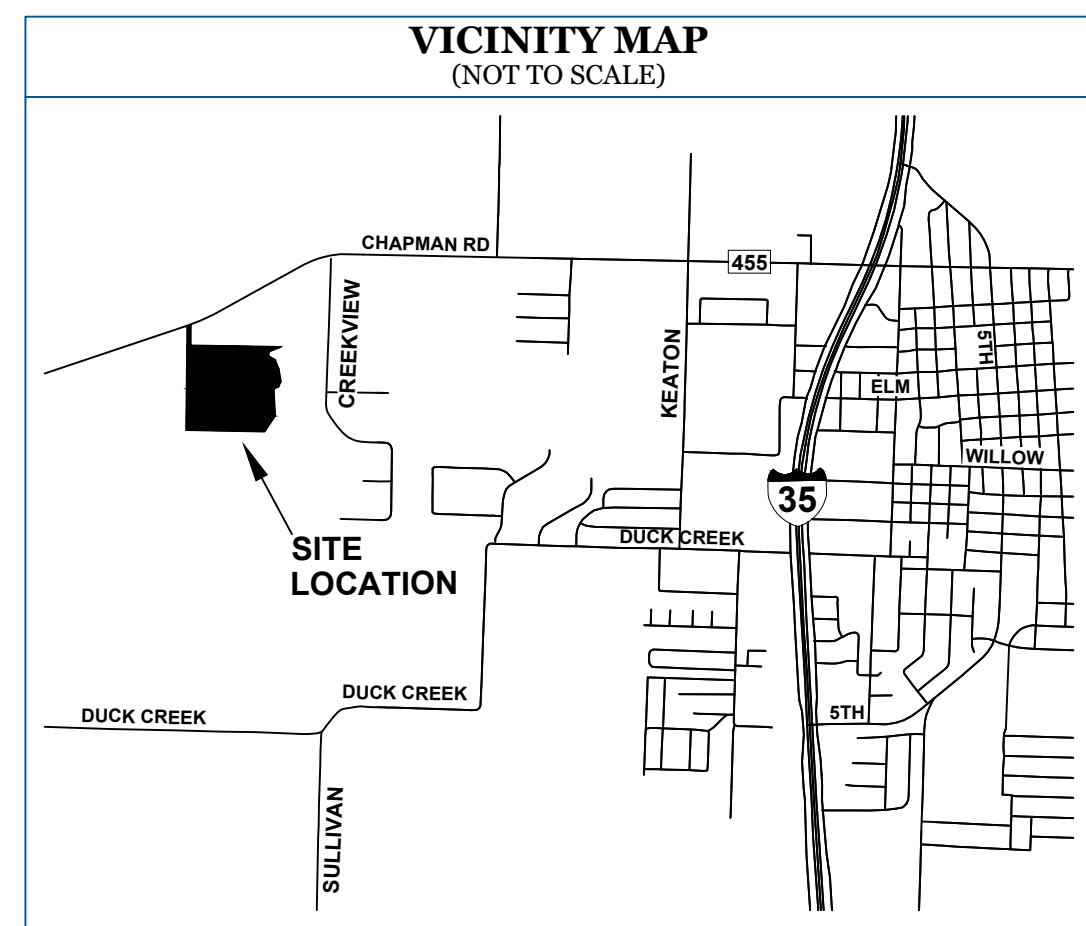 VICINITY MAP
(NOT TO SCALE)
CHAPMAN RD
455
CREEKVIEW
KEATON
5TH
ELM
WILLOW
35
SITE
LOCATION
DUCK CREEK
DUCK CREEK
DUCK CREEK
5TH
SULLIVAN